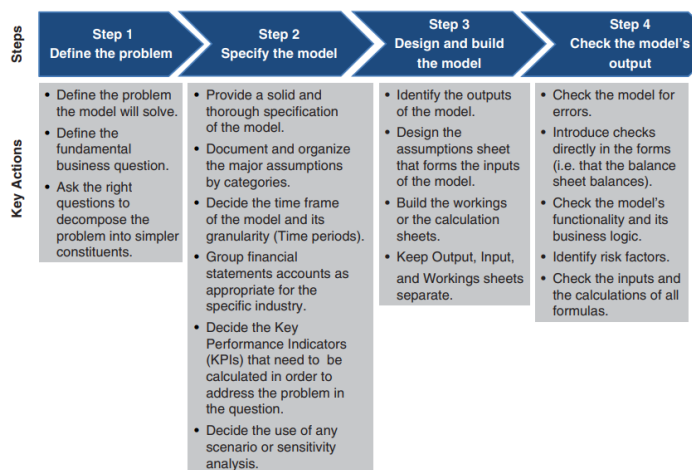 Steps
Step 1
Define the problem
Step 2
Specify the model
Step 3
Design and build
the model
Step 4
Check the model's
output
Key Actions
• Define the problem
the model will solve.
• Define the
fundamental
business question.
• Ask the right
questions to
decompose the
problem into simpler
constituents.
• Provide a solid and
thorough specification
of the model.
• Document and organize
the major assumptions
by categories.
• Decide the time frame
of the model and its
granularity (Time periods).
• Group financial
statements accounts as
appropriate for the
specific industry.
• Decide the Key
Performance Indicators
(KPIs) that need to be
calculated in order to
address the problem in
the question.
• Decide the use of any
scenario or sensitivity
analysis.
• Identify the outputs
of the model.
• Design the
assumptions sheet
that forms the inputs
of the model.
• Build the workings
or the calculation
sheets.
• Keep Output, Input,
and Workings sheets
separate.
• Check the model for
errors.
• Introduce checks
directly in the forms
(i.e. that the balance
sheet balances).
• Check the model's
functionality and its
business logic.
• Identify risk factors.
• Check the inputs and
the calculations of all
formulas.